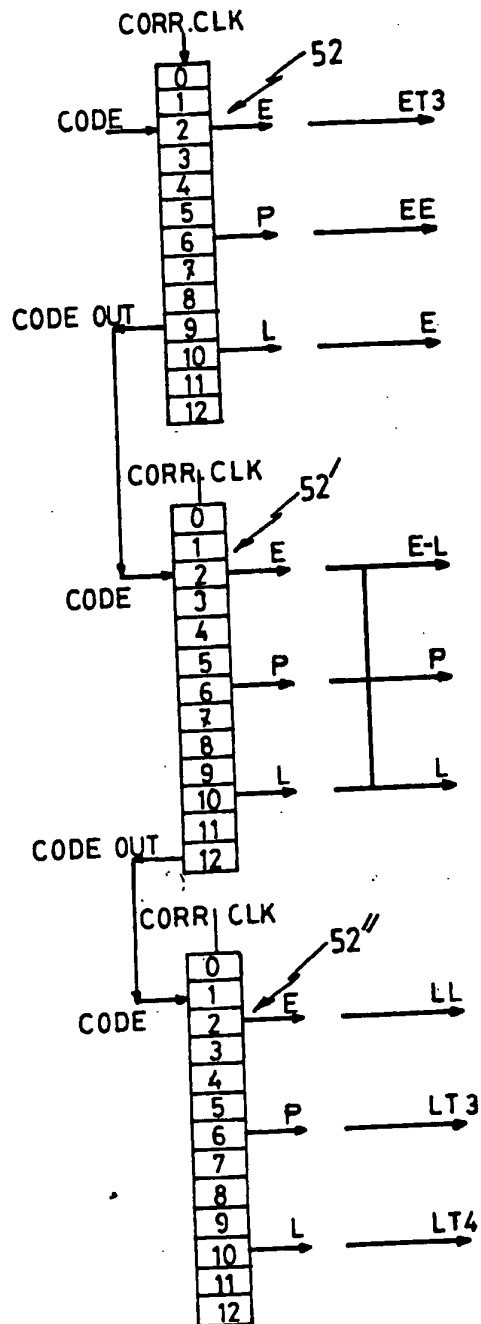 CORR.CLK
52
0
1
CODE 2 E ET3
3
4
5
6 P EE
7
8
CODE OUT 9
10 L E
11
12
CORR.CLK
52′
0
1
CODE 2 E E-L
3
4
5
6 P P
7
8
9
10 L L
11
CODE OUT 12
CORR CLK
52″
0
CODE 1
2 E LL
3
4
5
6 P LT3
7
8
9
10 L LT4
11
12